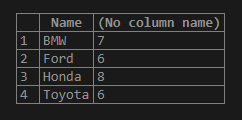 Name (No column name)
1 BMW 7
2 Ford 6
3 Honda 8
4 Toyota 6